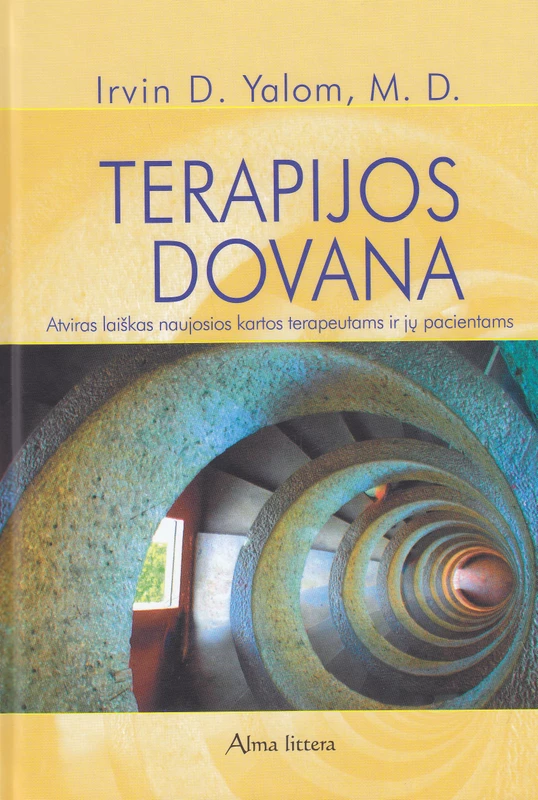 Irvin D. Yalom, M. D.
TERAPIJOS
DOVANA
Atviras laiškas naujosios kartos terapeutams ir jų pacientams
Alma littera